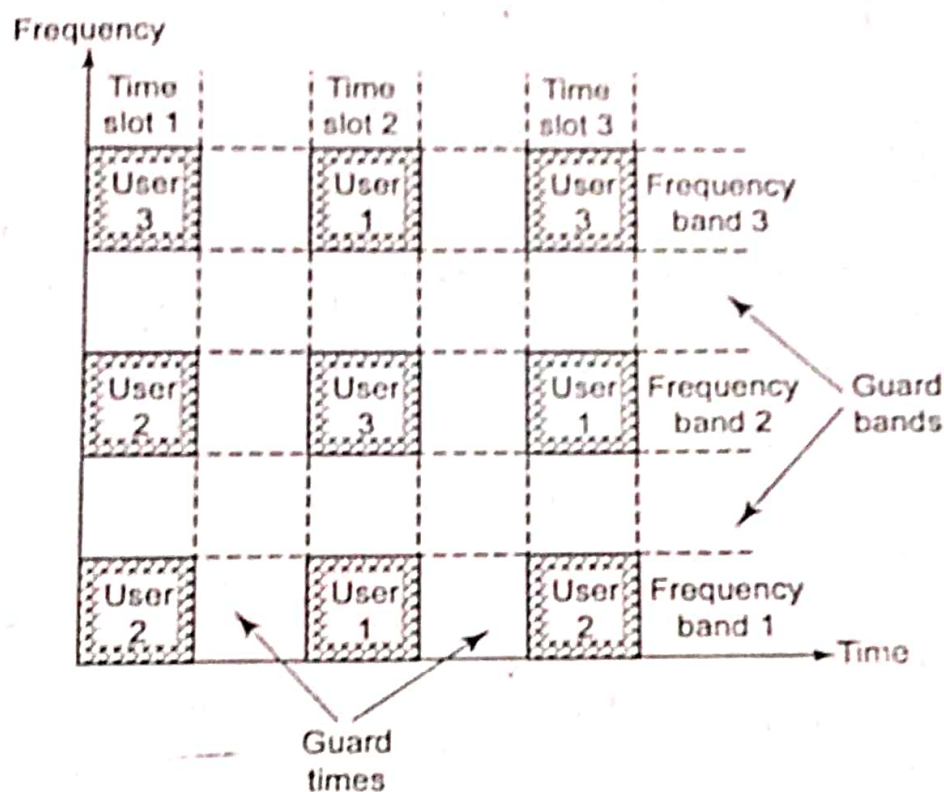 Frequency
Time
slot 1
Time
slot 2
Time
slot 3
User
3
User
1
User
3
Frequency
band 3
User
2
User
3
User
1
Frequency
band 2
Guard
bands
User
2
User
1
User
2
Frequency
band 1
Time
Guard
times